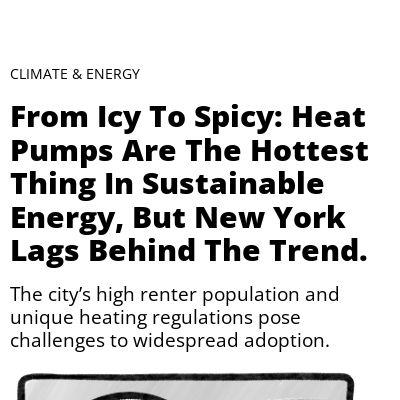 CLIMATE & ENERGY
From Icy To Spicy: Heat
Pumps Are The Hottest
Thing In Sustainable
Energy, But New York
Lags Behind The Trend.
The city’s high renter population and
unique heating regulations pose
challenges to widespread adoption.